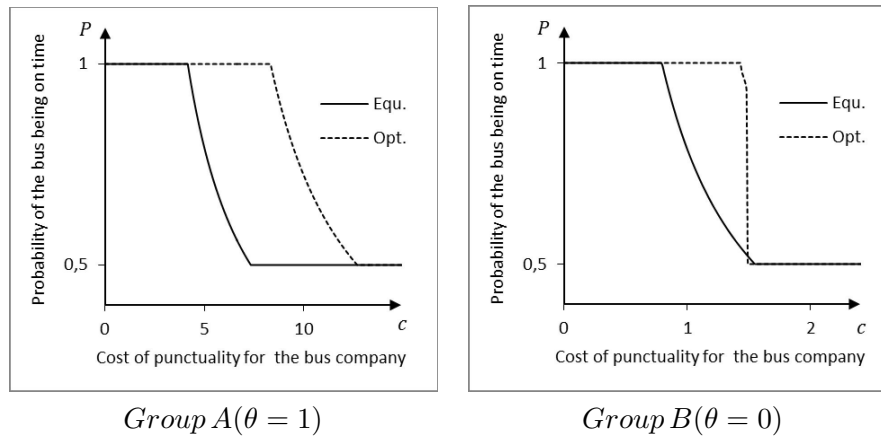 P
Probability of the bus being on time
1
0,5
Equ.
Opt.
0 5 10 c
Cost of punctuality for the bus company
Group A(θ = 1)
P
Probability of the bus being on time
1
0,5
Equ.
Opt.
0 1 2 c
Cost of punctuality for the bus company
Group B(θ = 0)